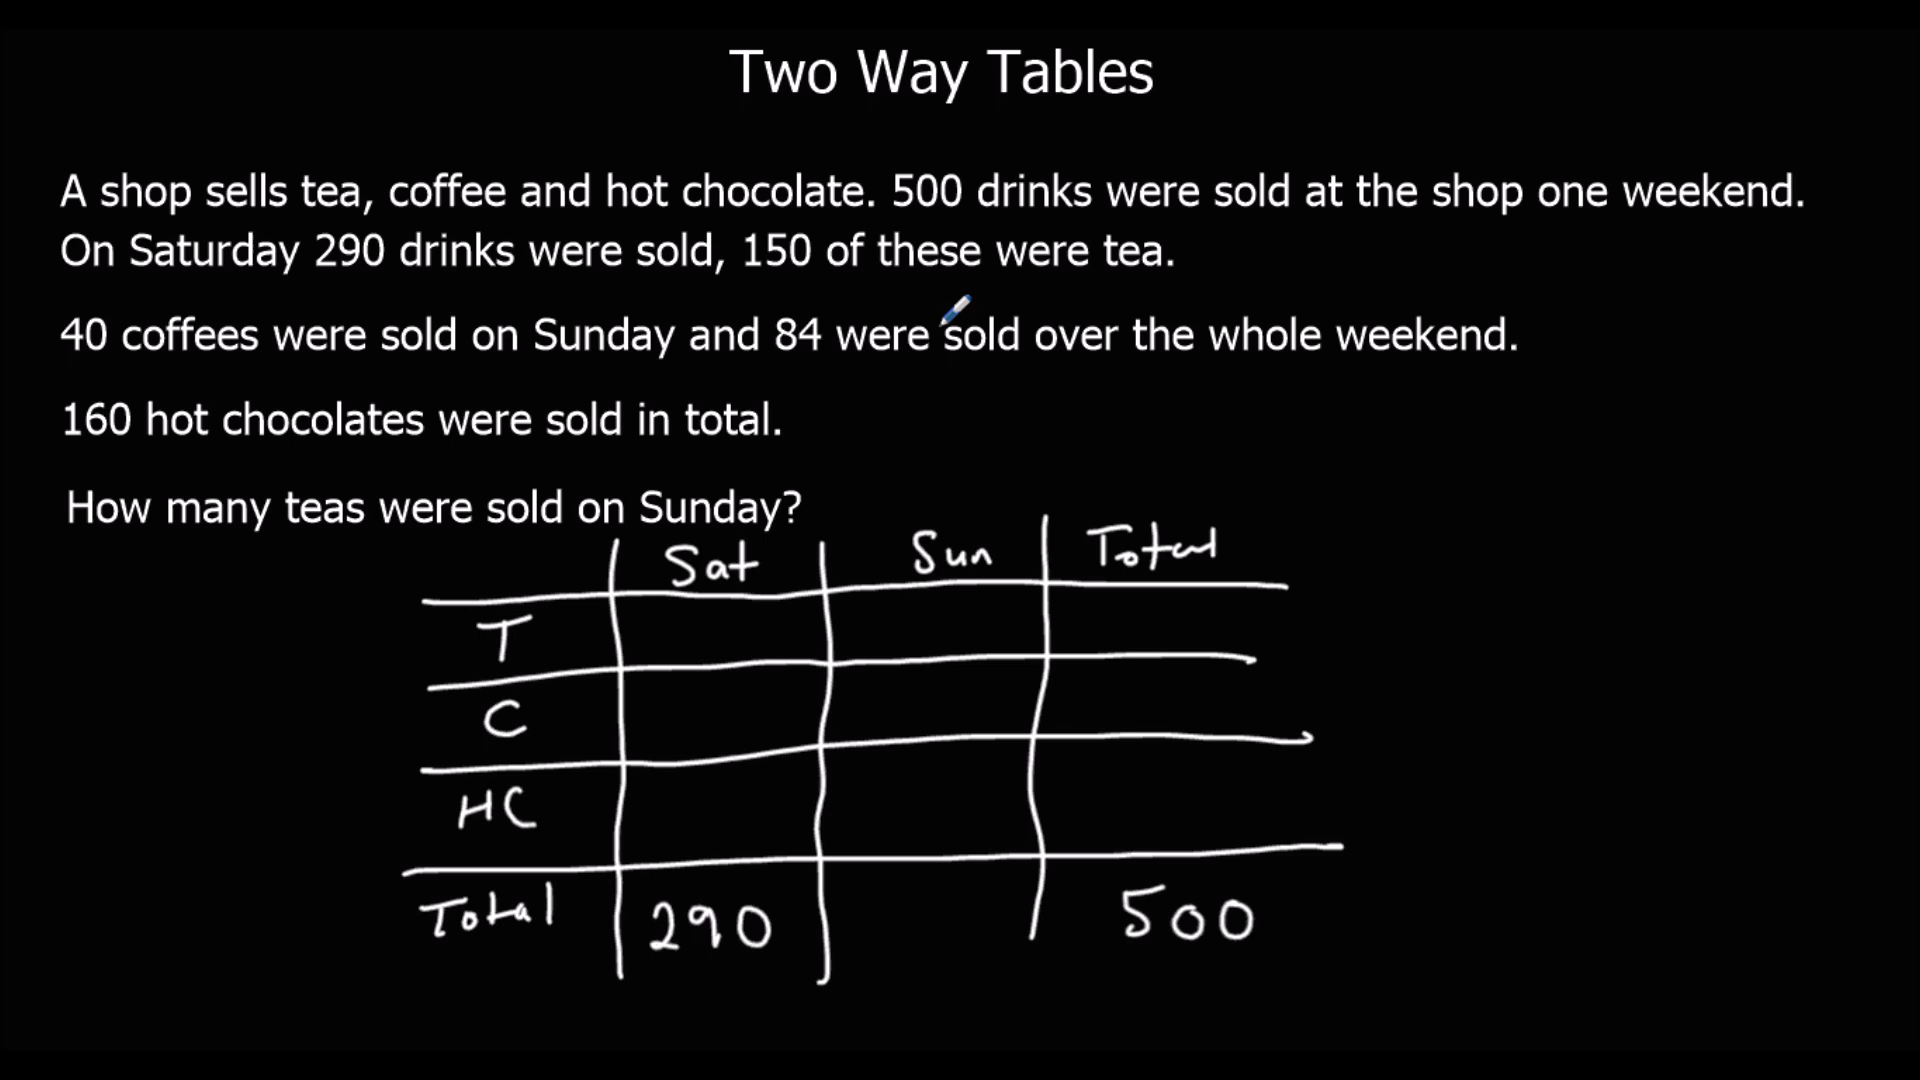 Two Way Tables
A shop sells tea, coffee and hot chocolate. 500 drinks were sold at the shop one weekend.
On Saturday 290 drinks were sold, 150 of these were tea.
40 coffees were sold on Sunday and 84 were sold over the whole weekend.
160 hot chocolates were sold in total.
How many teas were sold on Sunday?
Sat Sun Total
T
C
HC
Total 290 500